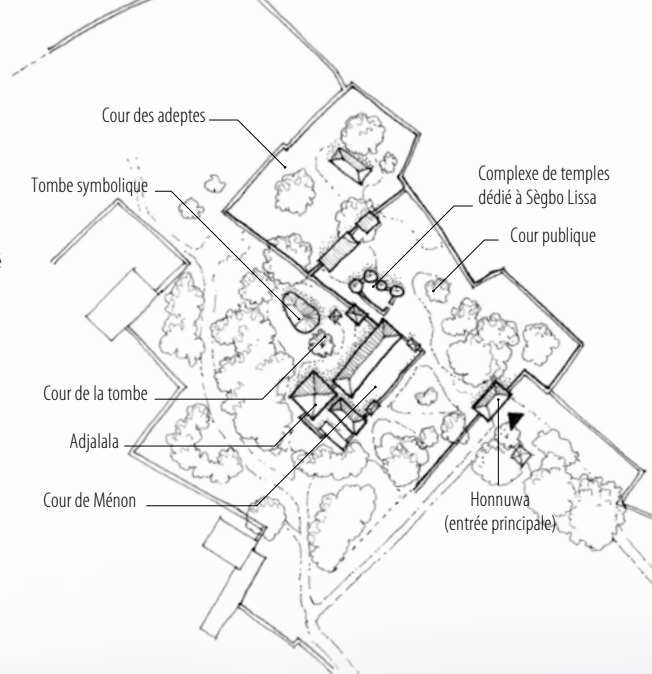 Cour des adeptes
Tombe symbolique
Complexe de temples
dédié à Sègbo Lissa
Cour publique
Cour de la tombe
Adjalala
Cour de Ménon
Honnuwa
(entrée principale)